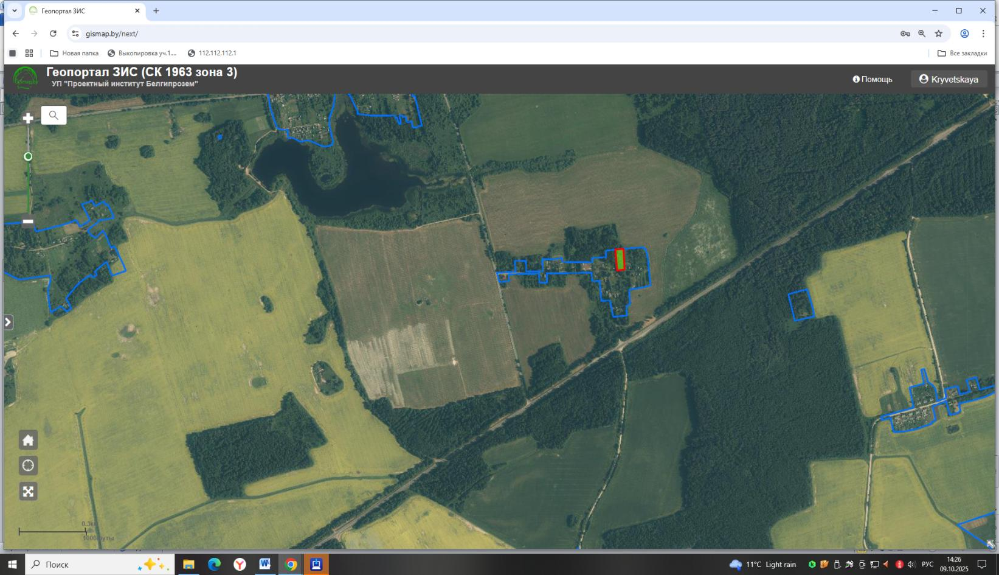 Геопортал ЗИС
gismap.by/next/
Новая папка
Выкопировка уч.1....
112.112.112.1
Все закладки
Геопортал ЗИС (СК 1963 зона 3)
УП "Проектный институт Белгипрозем"
Помощь
Kryvetskaya
1000футы
Поиск
11°C Light rain
РУС
14:26
09.10.2025